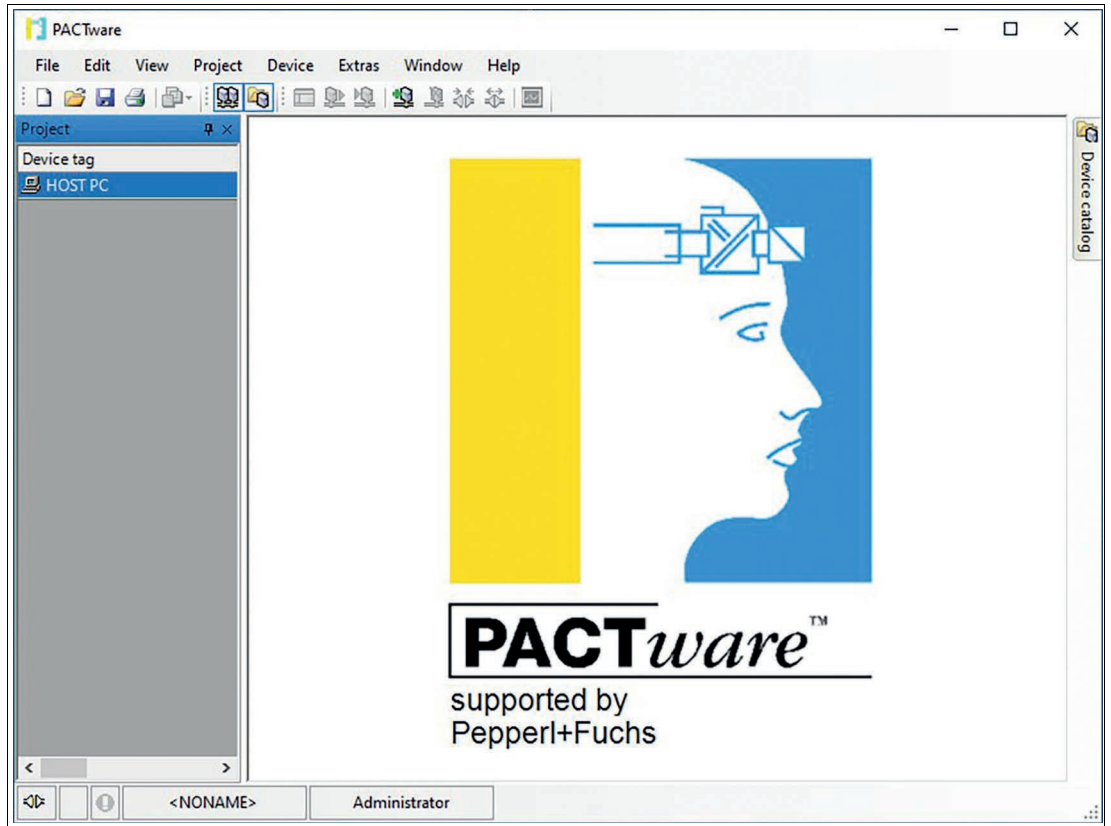 PACTware
File Edit View Project Device Extras Window Help
Project
Device tag
HOST PC
Device catalog
PACTware™
supported by
Pepperl+Fuchs
<NONAME> Administrator